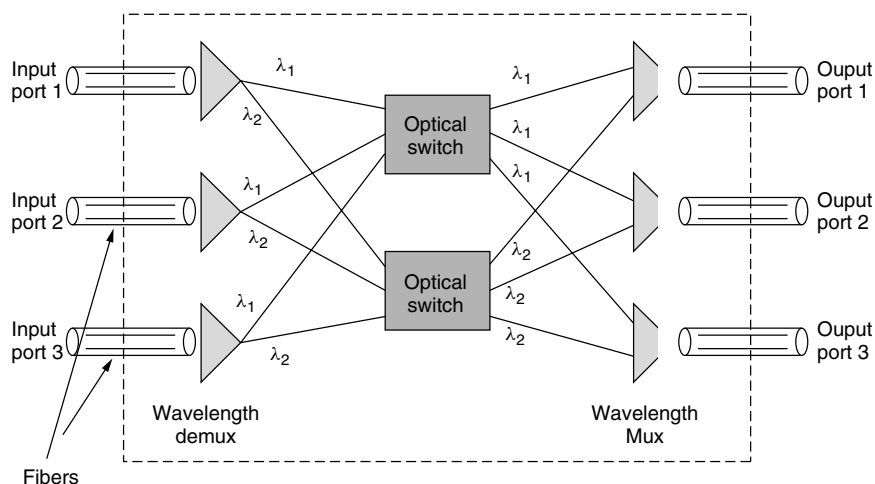 Input
port 1
λ1
λ2
Optical
switch
λ1
λ1
λ1
Ouput
port 1
Input
port 2
λ1
λ2
Ouput
port 2
Optical
switch
λ2
λ2
λ2
Input
port 3
λ1
λ2
Ouput
port 3
Wavelength
demux
Wavelength
Mux
Fibers